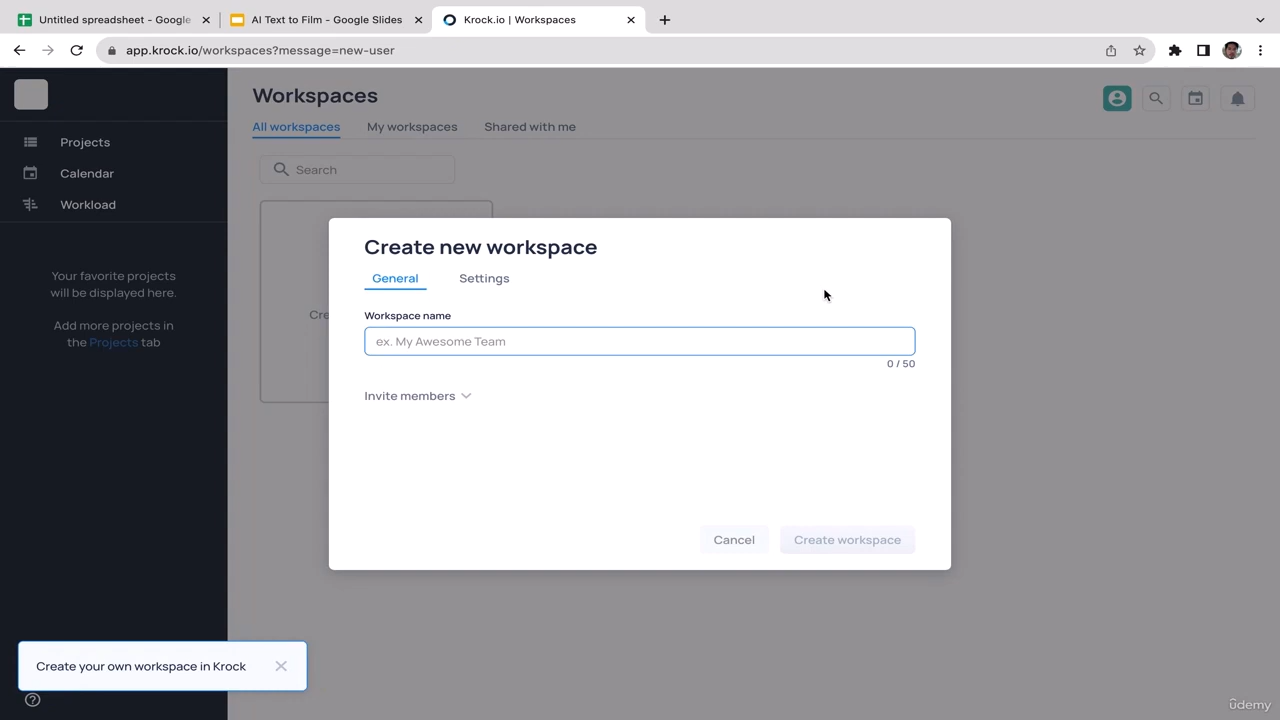 Untitled spreadsheet - Google
AI Text to Film - Google Slides
Krock.io | Workspaces
app.krock.io/workspaces?message=new-user
Workspaces
All workspaces
My workspaces
Shared with me
Search
Projects
Calendar
Workload
Your favorite projects
will be displayed here.
Add more projects in
the Projects tab
Cre
Create new workspace
General
Settings
Workspace name
ex. My Awesome Team
0 / 50
Invite members
Cancel
Create workspace
Create your own workspace in Krock
ûdemy